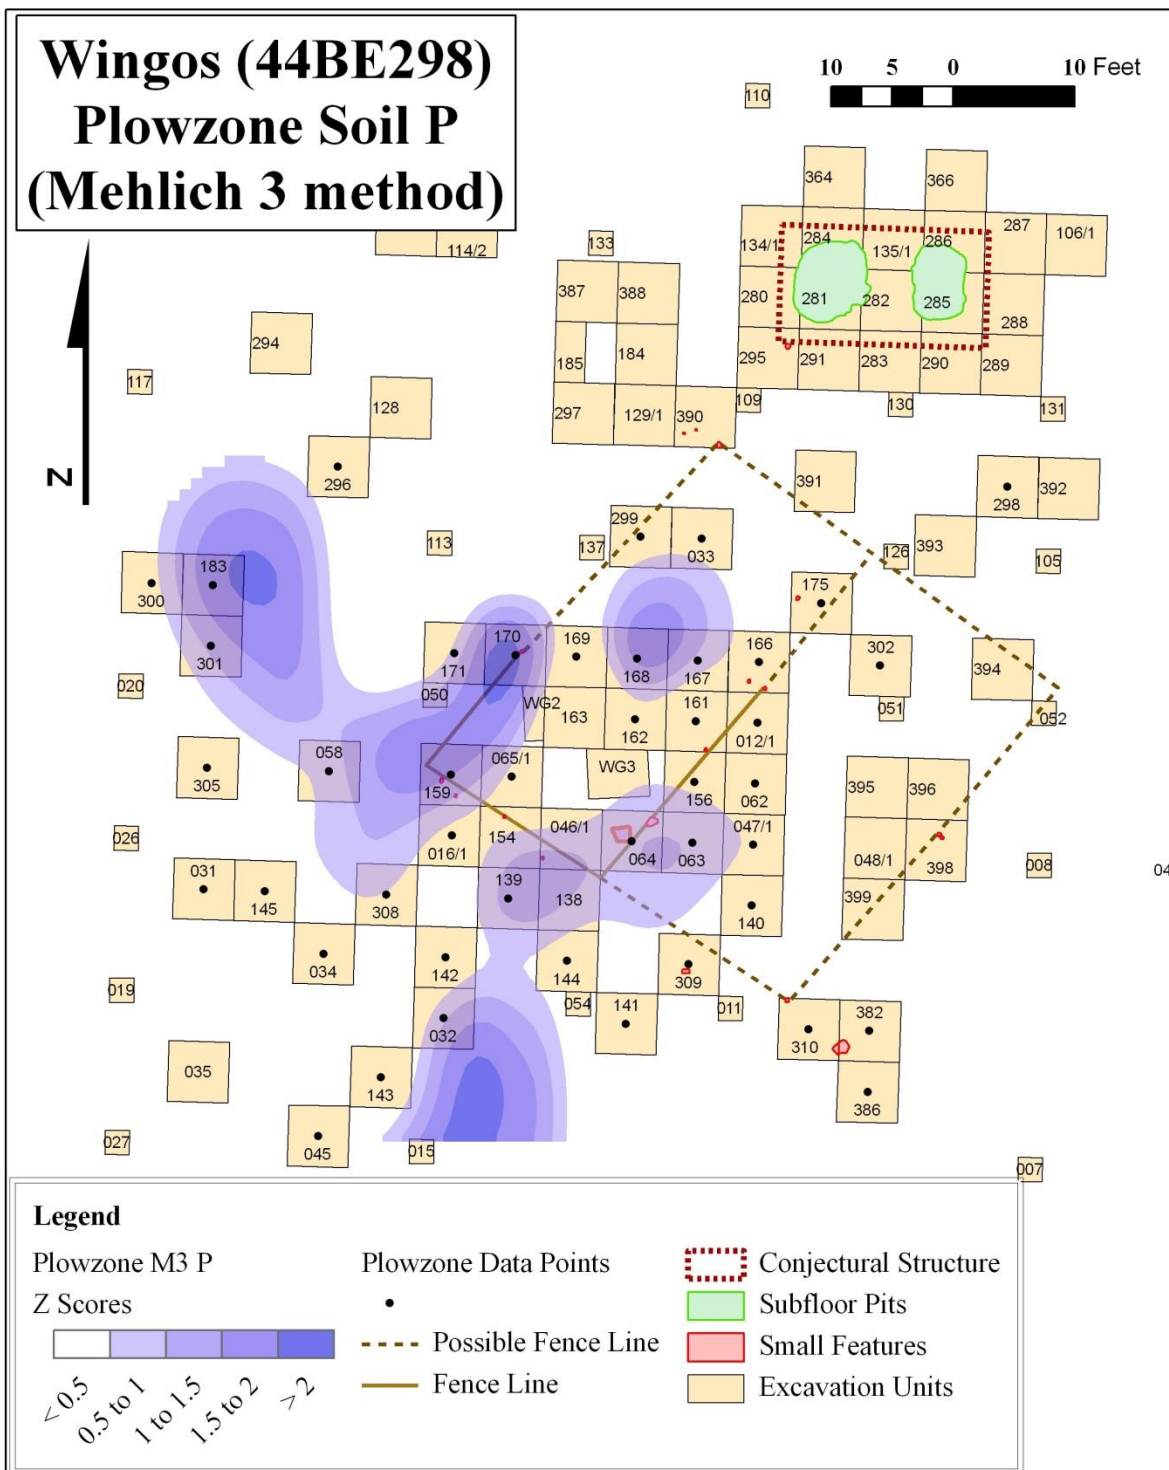 Wingos (44BE298)
Plowzone Soil P
(Mehlich 3 method)
10 5 0 10 Feet
110
364 366
114/2 133 134/1 284 135/1 286 287 106/1
387 388 280 281 282 285 288
294 185 184 295 291 283 290 289
117 128 297 129/1 390 109 130 131
296 391 298 392
Z
113 299 137 033 393 126 105
183 300 175
301 171 170 169 168 167 166 302 394
020 050 WG2 163 162 161 012/1 051 052
305 058 159 065/1 WG3 156 062 395 396
026 016/1 154 046/1 064 063 047/1 048/1 398 008 04
031 145 308 139 138 140 399
034 142 144 309
019 032 054 141 011 310 382
035 143 386
027 045 015 007
Legend
Plowzone M3 P
Z Scores
< 0.5
0.5 to 1
1 to 1.5
1.5 to 2
> 2
Plowzone Data Points
Possible Fence Line
Fence Line
Conjectural Structure
Subfloor Pits
Small Features
Excavation Units